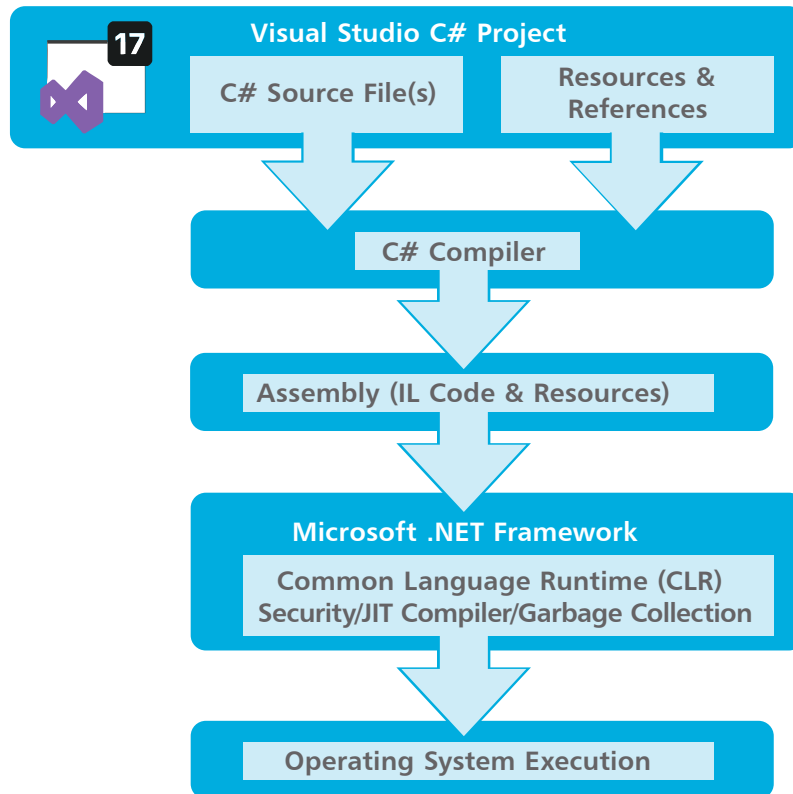 17
Visual Studio C# Project
C# Source File(s)
Resources &
References
C# Compiler
Assembly (IL Code & Resources)
Microsoft .NET Framework
Common Language Runtime (CLR)
Security/JIT Compiler/Garbage Collection
Operating System Execution